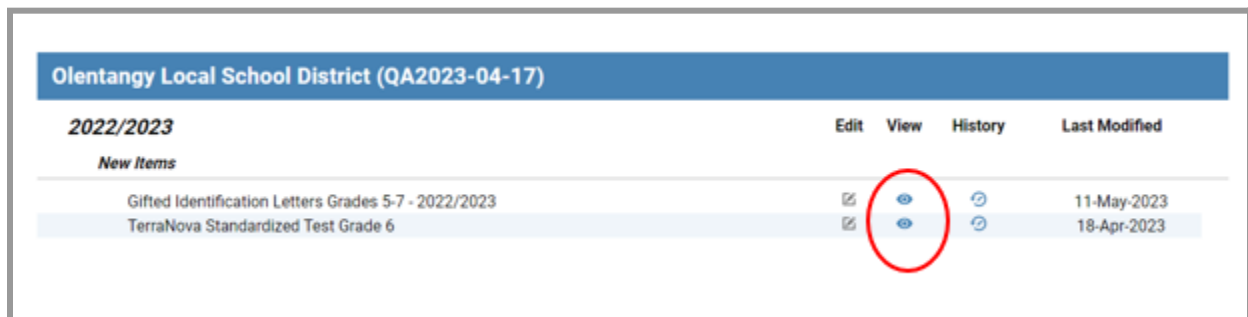 Olentangy Local School District (QA2023-04-17)
2022/2023 Edit View History Last Modified
New Items
Gifted Identification Letters Grades 5-7 - 2022/2023 11-May-2023
TerraNova Standardized Test Grade 6 18-Apr-2023